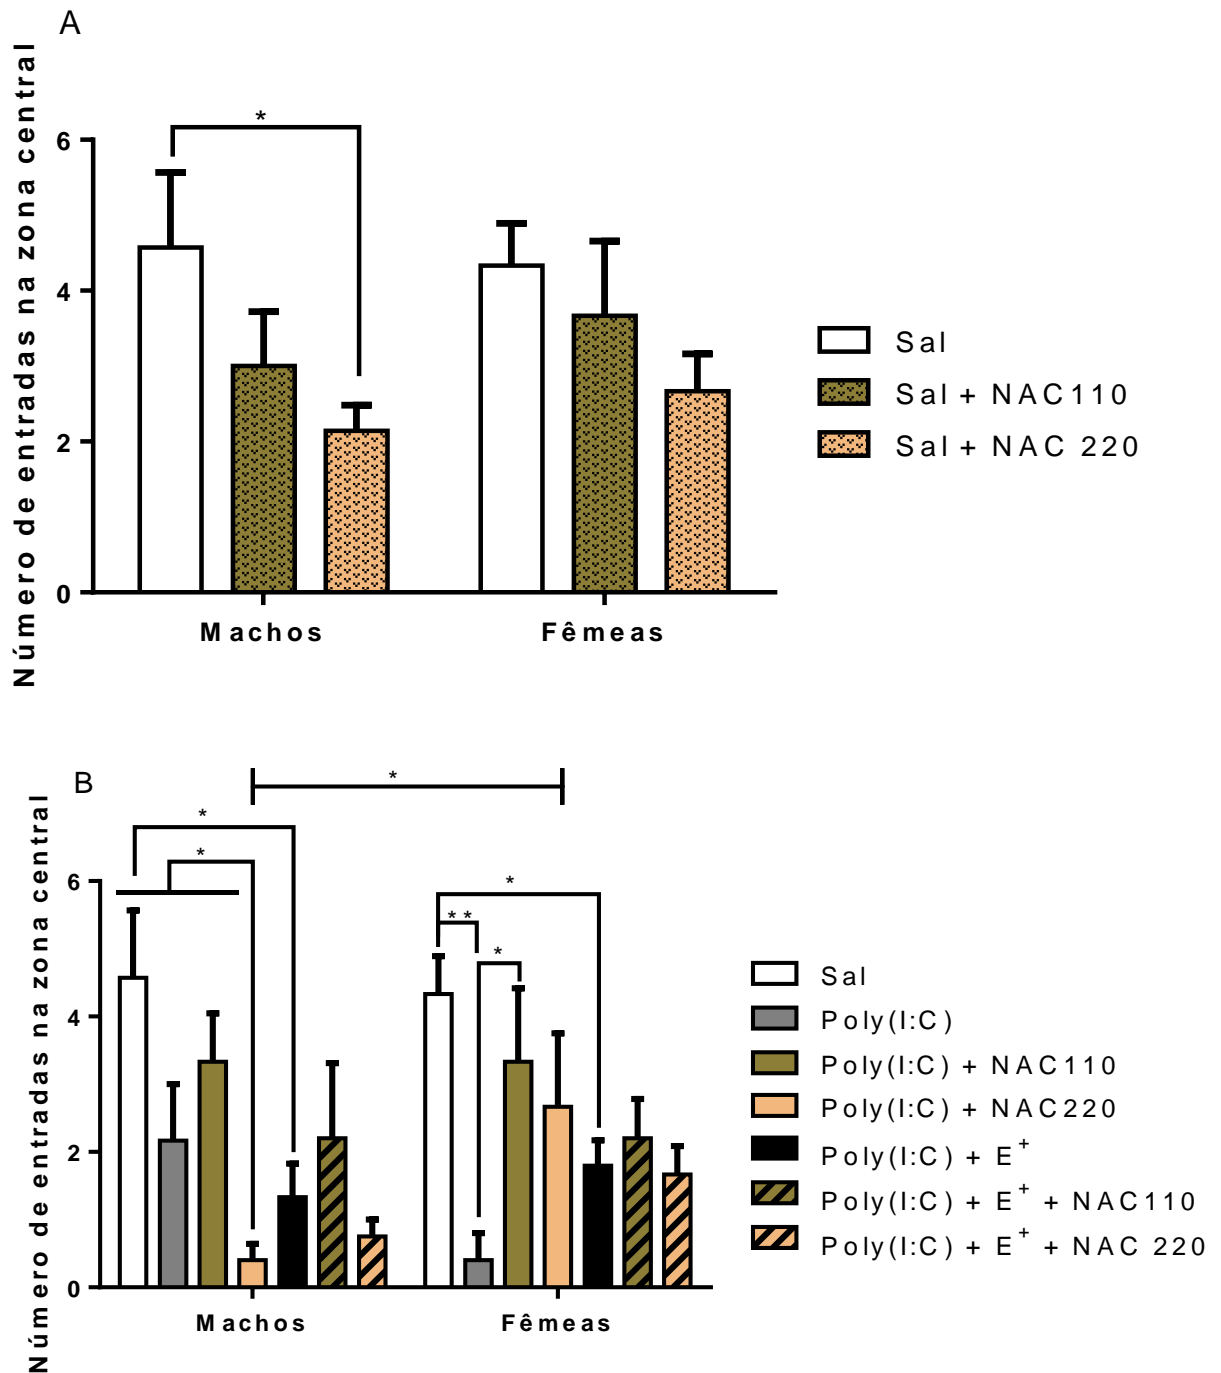 A
Número de entradas na zona central
6
4
2
0
*
Machos
Fêmeas
Sal
Sal + NAC110
Sal + NAC 220
B
Número de entradas na zona central
6
4
2
0
*
*
*
*
**
*
Machos
Fêmeas
Sal
Poly(I:C)
Poly(I:C) + NAC110
Poly(I:C) + NAC220
Poly(I:C) + E⁺
Poly(I:C) + E⁺ + NAC110
Poly(I:C) + E⁺ + NAC 220